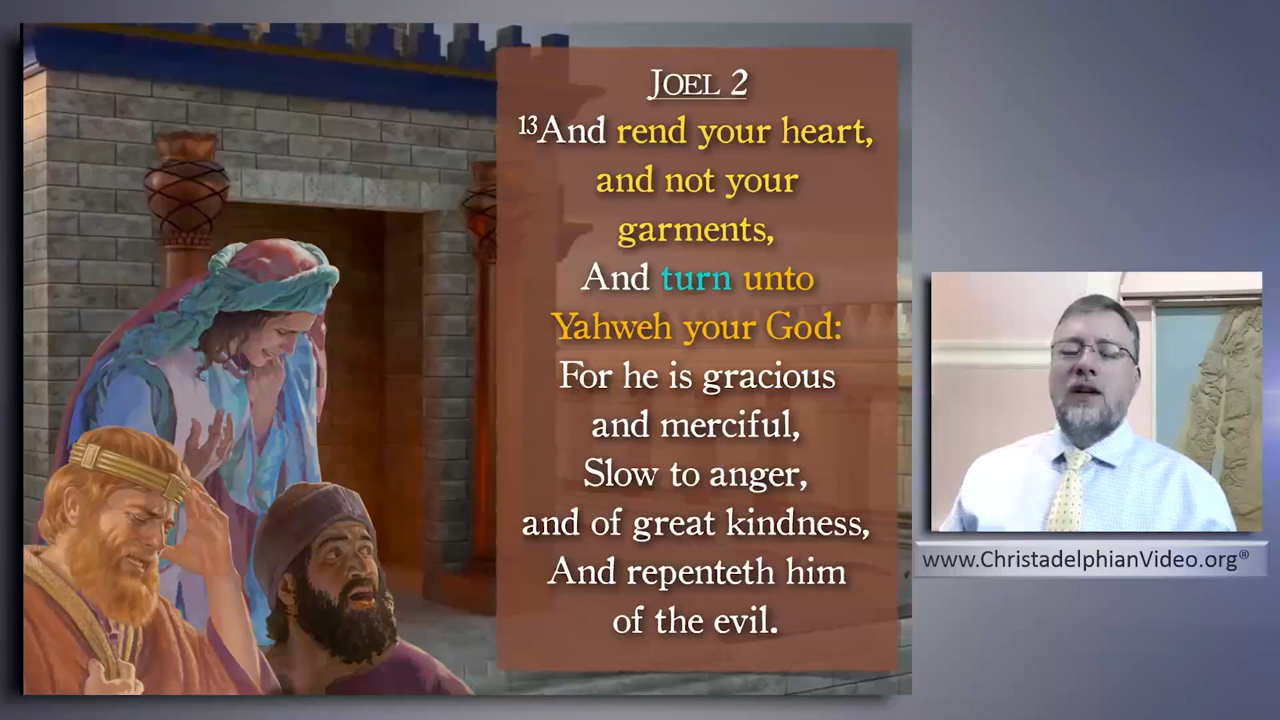 JOEL 2
13And rend your heart,
and not your
garments,
And turn unto
Yahweh your God:
For he is gracious
and merciful,
Slow to anger,
and of great kindness,
And repenteth him
of the evil.
www.ChristadelphianVideo.org®